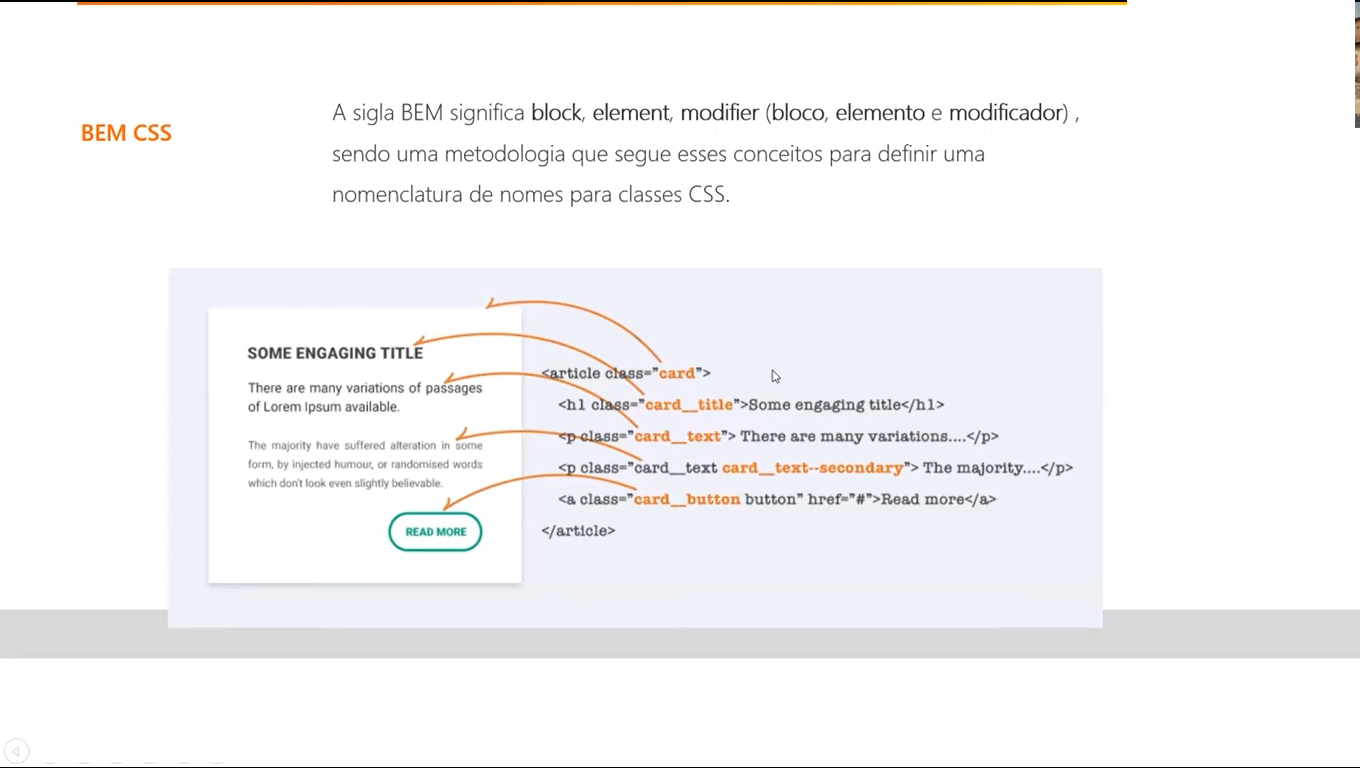 BEM CSS
A sigla BEM significa block, element, modifier (bloco, elemento e modificador) ,
sendo uma metodologia que segue esses conceitos para definir uma
nomenclatura de nomes para classes CSS.
SOME ENGAGING TITLE
There are many variations of passages
of Lorem Ipsum available.
The majority have suffered alteration in some
form, by injected humour, or randomised words
which don't look even slightly believable.
READ MORE
<article class="card">
<h1 class="card__title">Some engaging title</h1>
<p class="card__text"> There are many variations....</p>
<p class="card__text card__text--secondary"> The majority....</p>
<a class="card__button button" href="#">Read more</a>
</article>